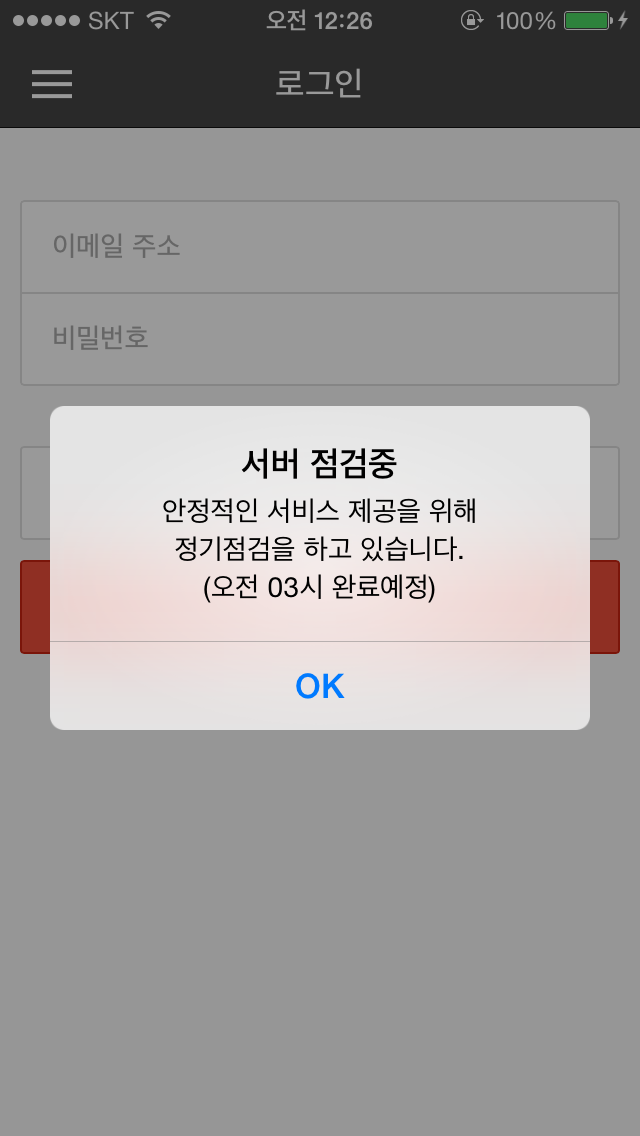 SKT 오전 12:26 100%
로그인
이메일 주소
비밀번호
서버 점검중
안정적인 서비스 제공을 위해
정기점검을 하고 있습니다.
(오전 03시 완료예정)
OK